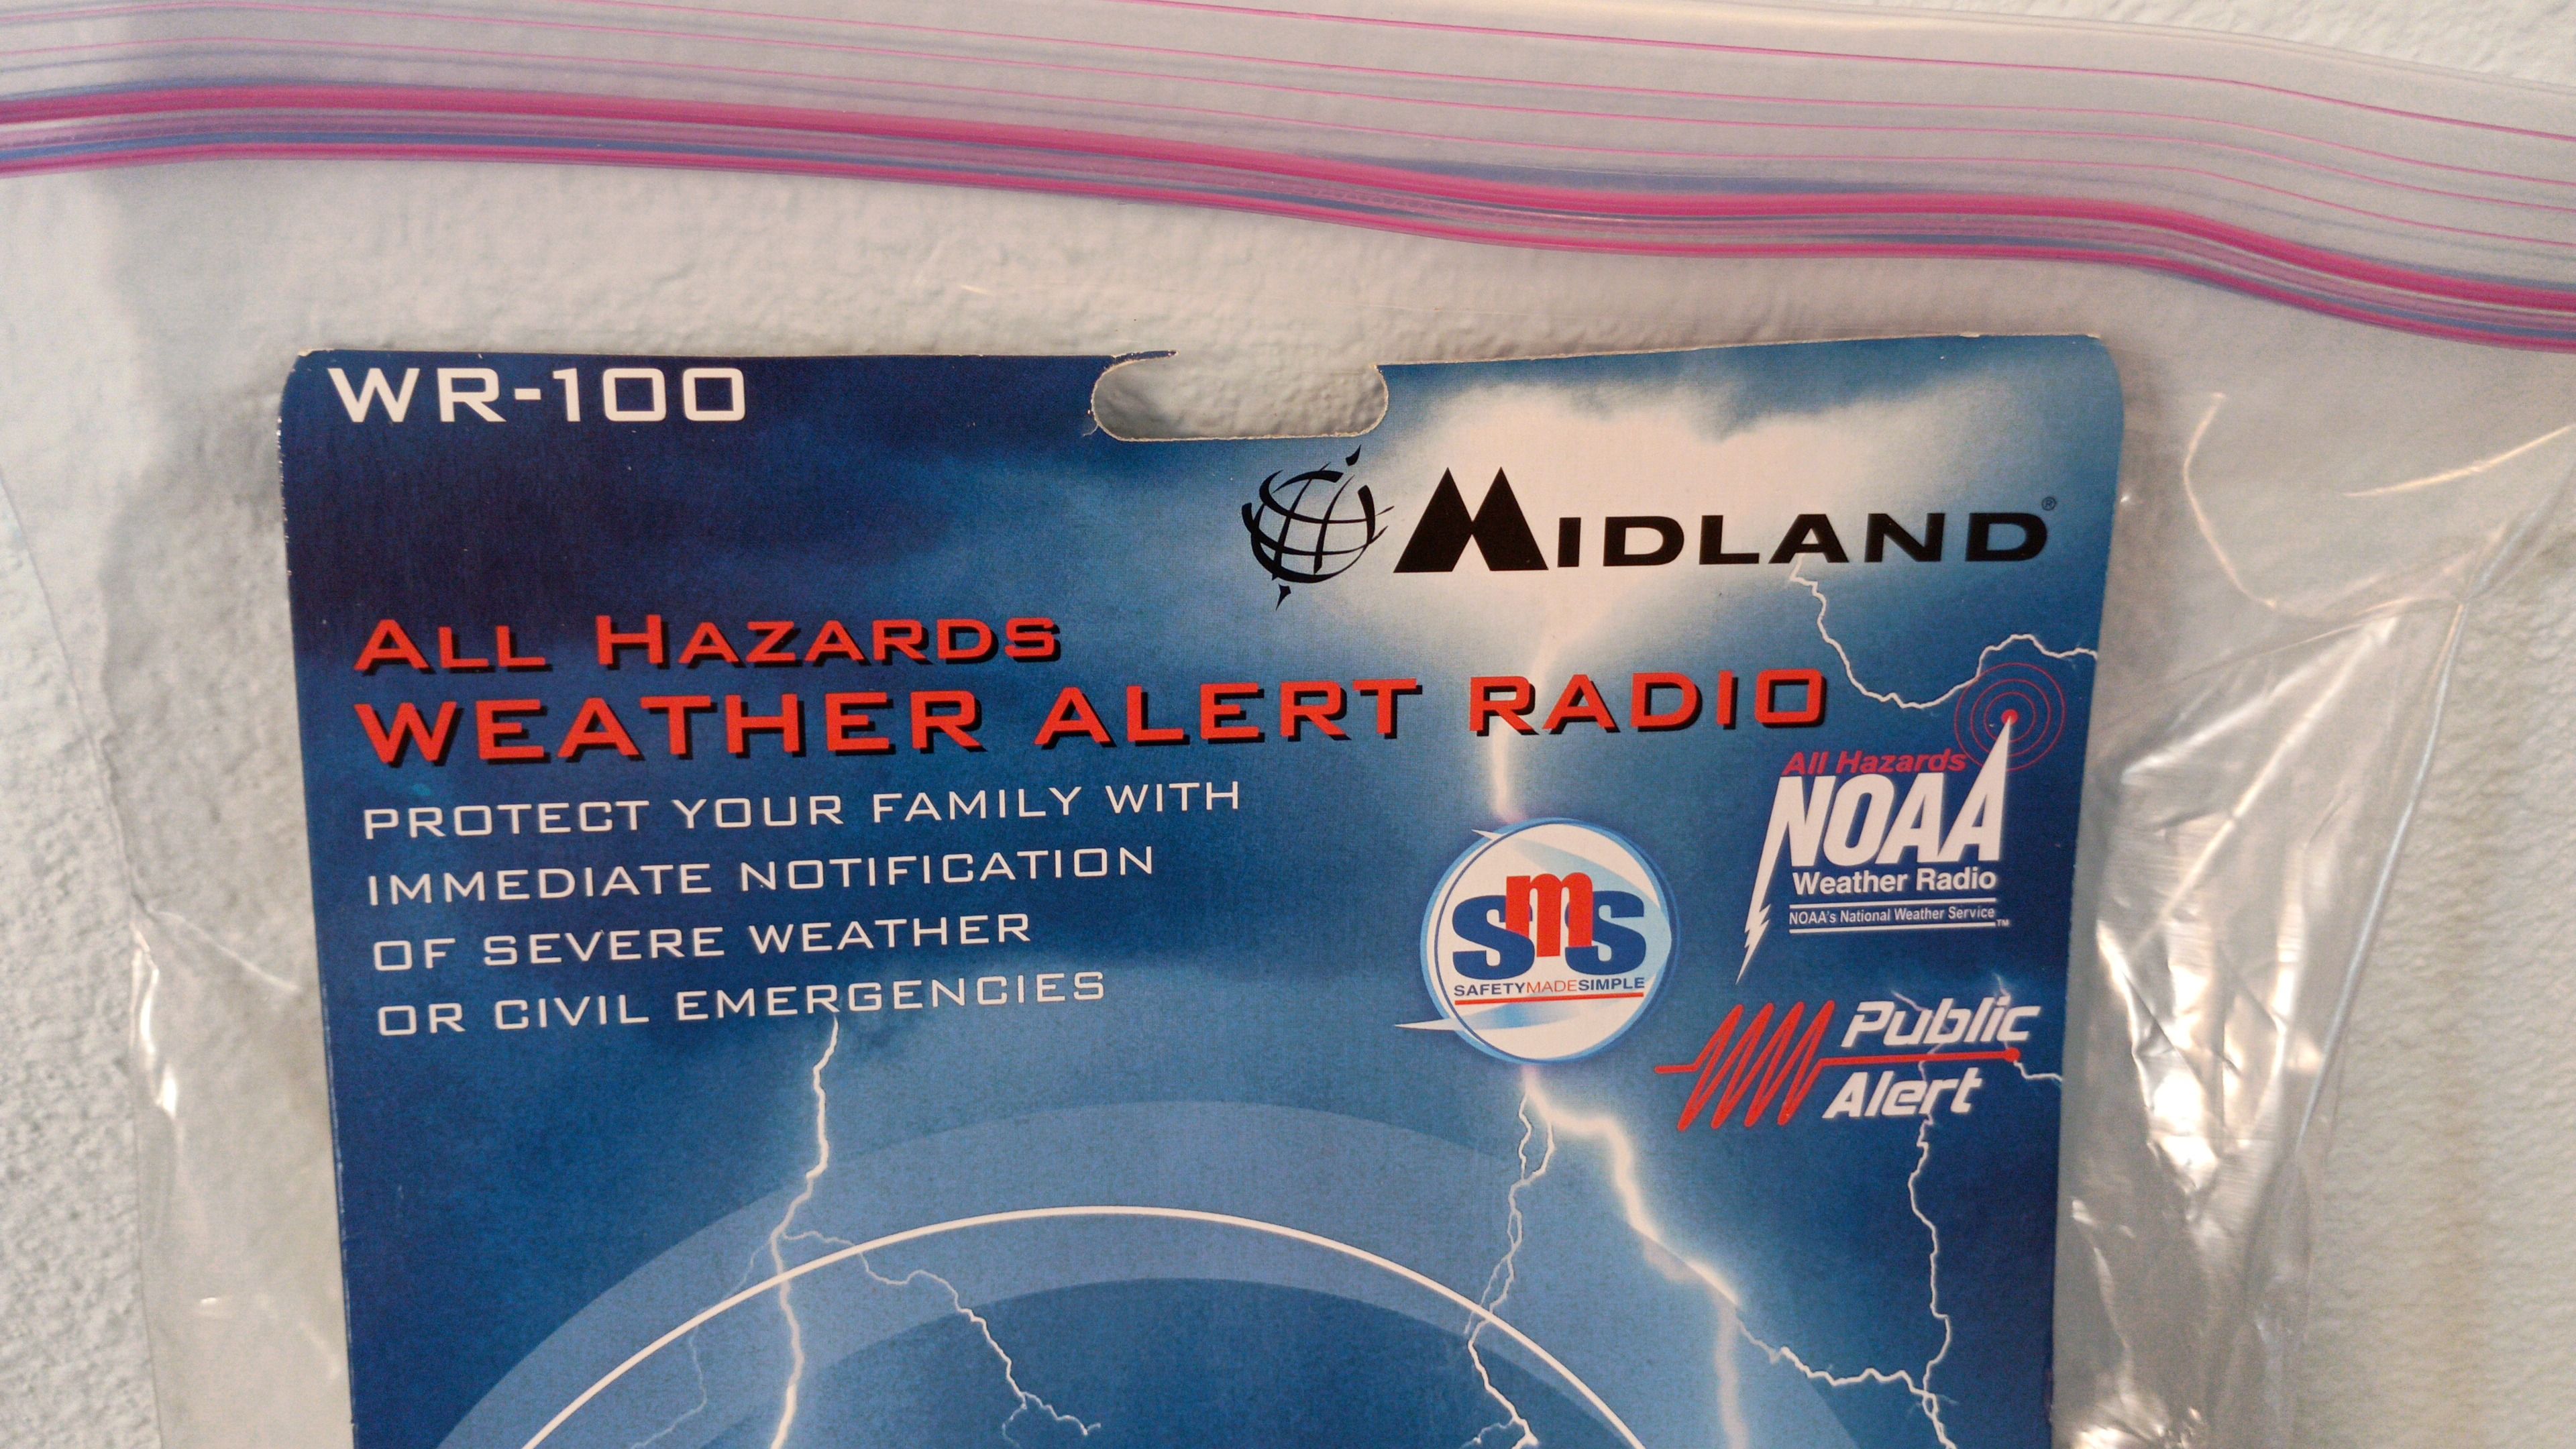 WR-100
MIDLAND®
ALL HAZARDS
WEATHER ALERT RADIO
PROTECT YOUR FAMILY WITH
IMMEDIATE NOTIFICATION
OF SEVERE WEATHER
OR CIVIL EMERGENCIES
sms
SAFETYMADESIMPLE
All Hazards
NOAA
Weather Radio
NOAA's National Weather Service™
Public
Alert